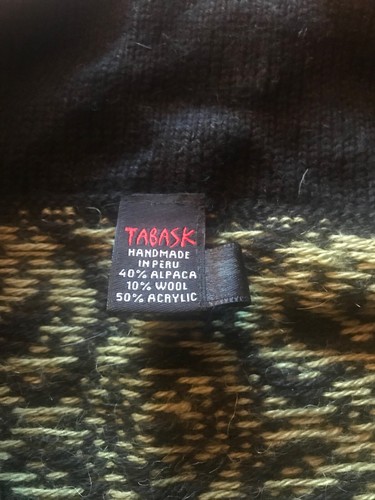 TABASK
HANDMADE
IN PERU
40% ALPACA
10% WOOL
50% ACRYLIC